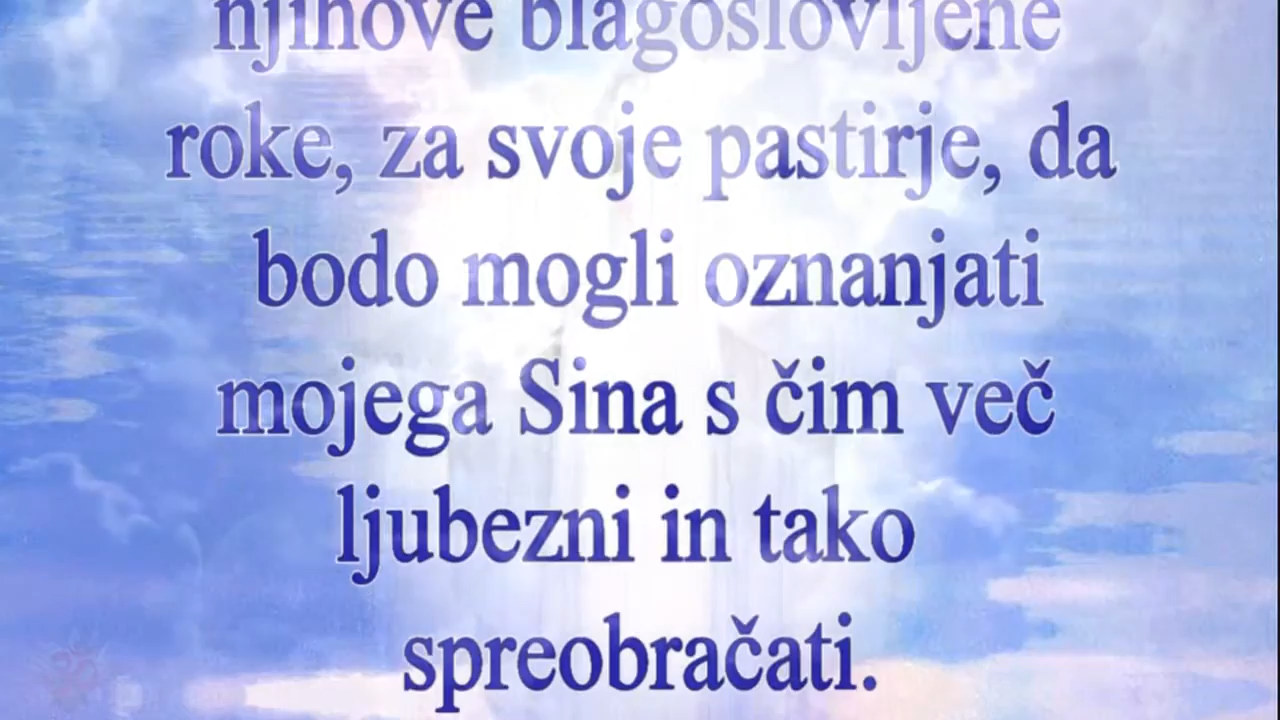 njihove blagoslovljene
roke, za svoje pastirje, da
bodo mogli oznanjati
mojega Sina s čim več
ljubezni in tako
spreobračati.